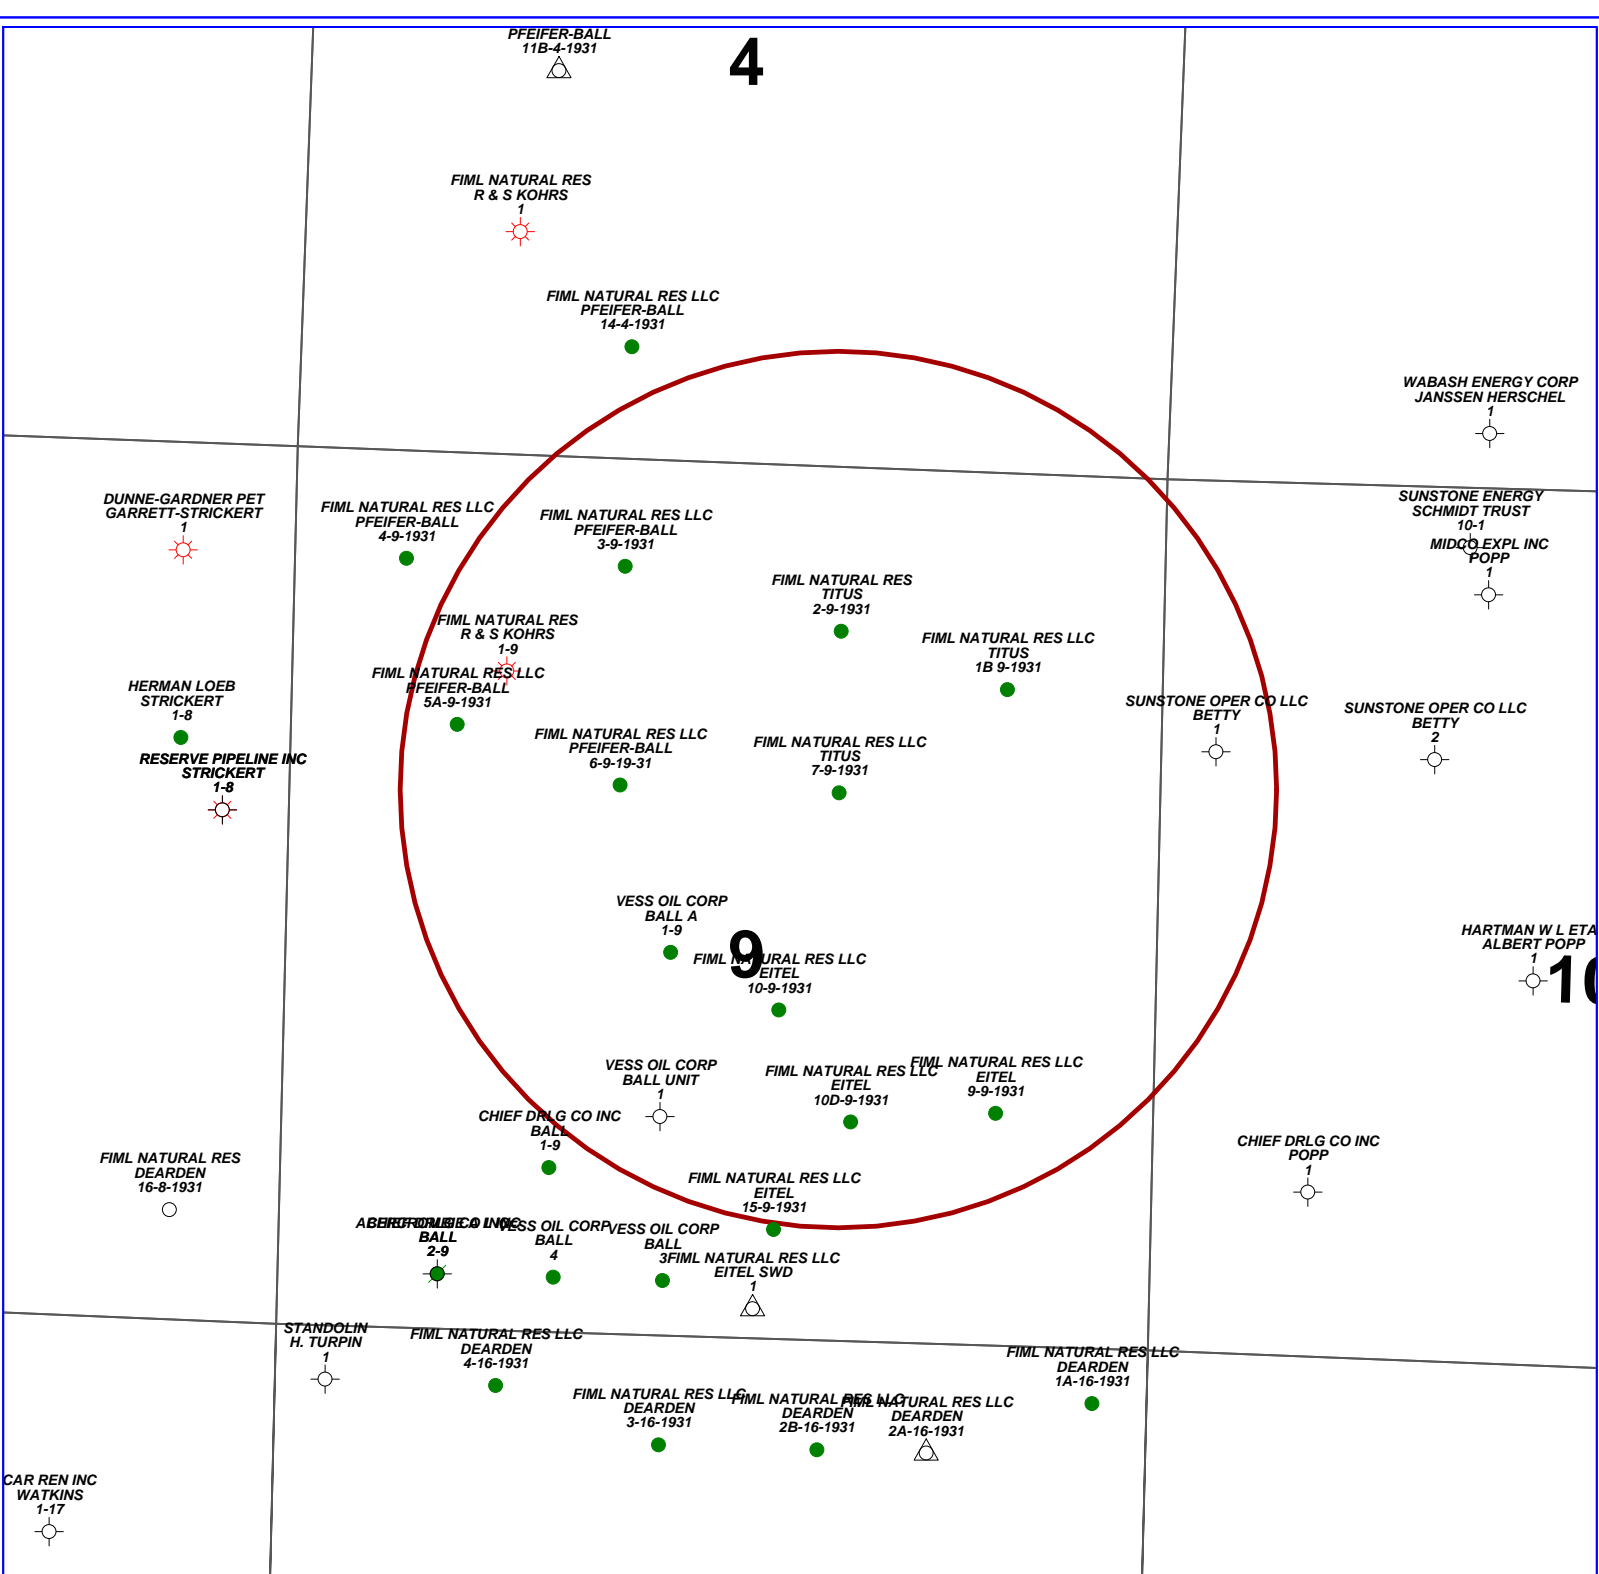 PFEIFER-BALL
11B-4-1931
4
FIML NATURAL RES
R & S KOHRS
1
FIML NATURAL RES LLC
PFEIFER-BALL
14-4-1931
WABASH ENERGY CORP
JANSSEN HERSCHEL
1
DUNNE-GARDNER PET
GARRETT-STRICKERT
1
FIML NATURAL RES LLC
PFEIFER-BALL
4-9-1931
FIML NATURAL RES LLC
PFEIFER-BALL
3-9-1931
SUNSTONE ENERGY
SCHMIDT TRUST
10-1
MIDCO EXPL INC
POPP
1
FIML NATURAL RES
TITUS
2-9-1931
FIML NATURAL RES
R & S KOHRS
1-9
FIML NATURAL RES LLC
TITUS
1B 9-1931
FIML NATURAL RES LLC
PFEIFER-BALL
5A-9-1931
HERMAN LOEB
STRICKERT
1-8
SUNSTONE OPER CO LLC
BETTY
1
SUNSTONE OPER CO LLC
BETTY
2
RESERVE PIPELINE INC
STRICKERT
1-8
FIML NATURAL RES LLC
PFEIFER-BALL
6-9-19-31
FIML NATURAL RES LLC
TITUS
7-9-1931
VESS OIL CORP
BALL A
1-9
9
FIML NATURAL RES LLC
EITEL
10-9-1931
HARTMAN W L ETA
ALBERT POPP
1
10
VESS OIL CORP
BALL UNIT
1
FIML NATURAL RES LLC
EITEL
10D-9-1931
FIML NATURAL RES LLC
EITEL
9-9-1931
CHIEF DRLG CO INC
BALL
1-9
CHIEF DRLG CO INC
POPP
1
FIML NATURAL RES
DEARDEN
16-8-1931
FIML NATURAL RES LLC
EITEL
15-9-1931
BALL
2-9
VESS OIL CORP
BALL
4
VESS OIL CORP
BALL
3
FIML NATURAL RES LLC
EITEL SWD
1
STANDOLIN
H. TURPIN
1
FIML NATURAL RES LLC
DEARDEN
4-16-1931
FIML NATURAL RES LLC
DEARDEN
1A-16-1931
FIML NATURAL RES LLC
DEARDEN
3-16-1931
FIML NATURAL RES LLC
DEARDEN
2B-16-1931
FIML NATURAL RES LLC
DEARDEN
2A-16-1931
CAR REN INC
WATKINS
1-17